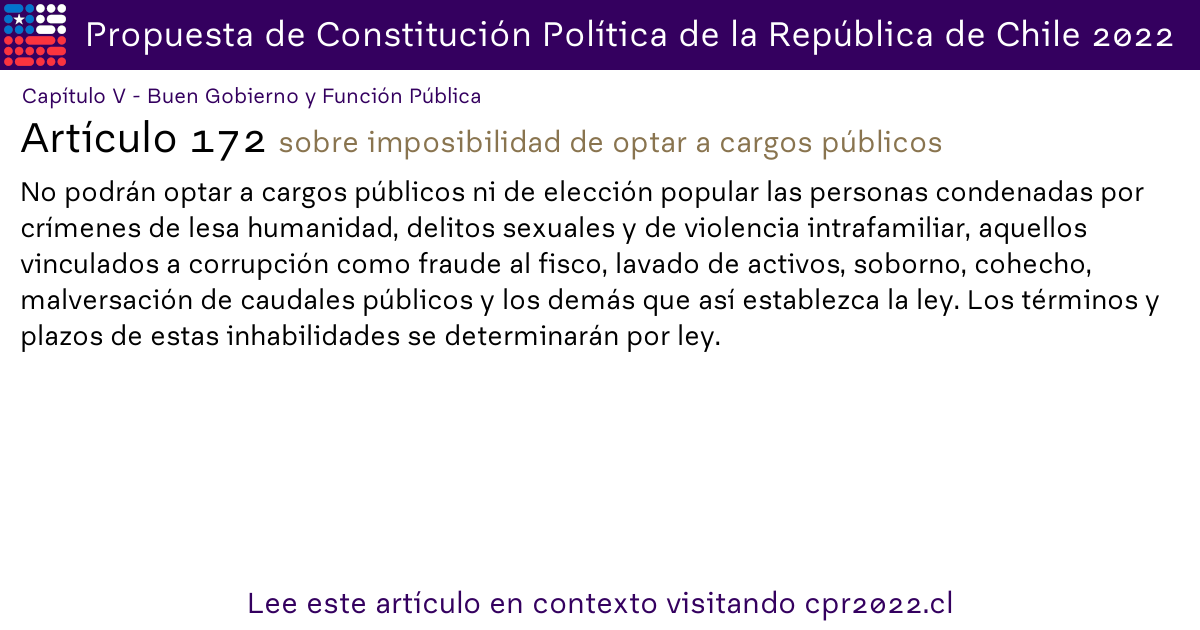 Propuesta de Constitución Política de la República de Chile 2022
Capítulo V - Buen Gobierno y Función Pública
Artículo 172 sobre imposibilidad de optar a cargos públicos
No podrán optar a cargos públicos ni de elección popular las personas condenadas por
crímenes de lesa humanidad, delitos sexuales y de violencia intrafamiliar, aquellos
vinculados a corrupción como fraude al fisco, lavado de activos, soborno, cohecho,
malversación de caudales públicos y los demás que así establezca la ley. Los términos y
plazos de estas inhabilidades se determinarán por ley.
Lee este artículo en contexto visitando cpr2022.cl